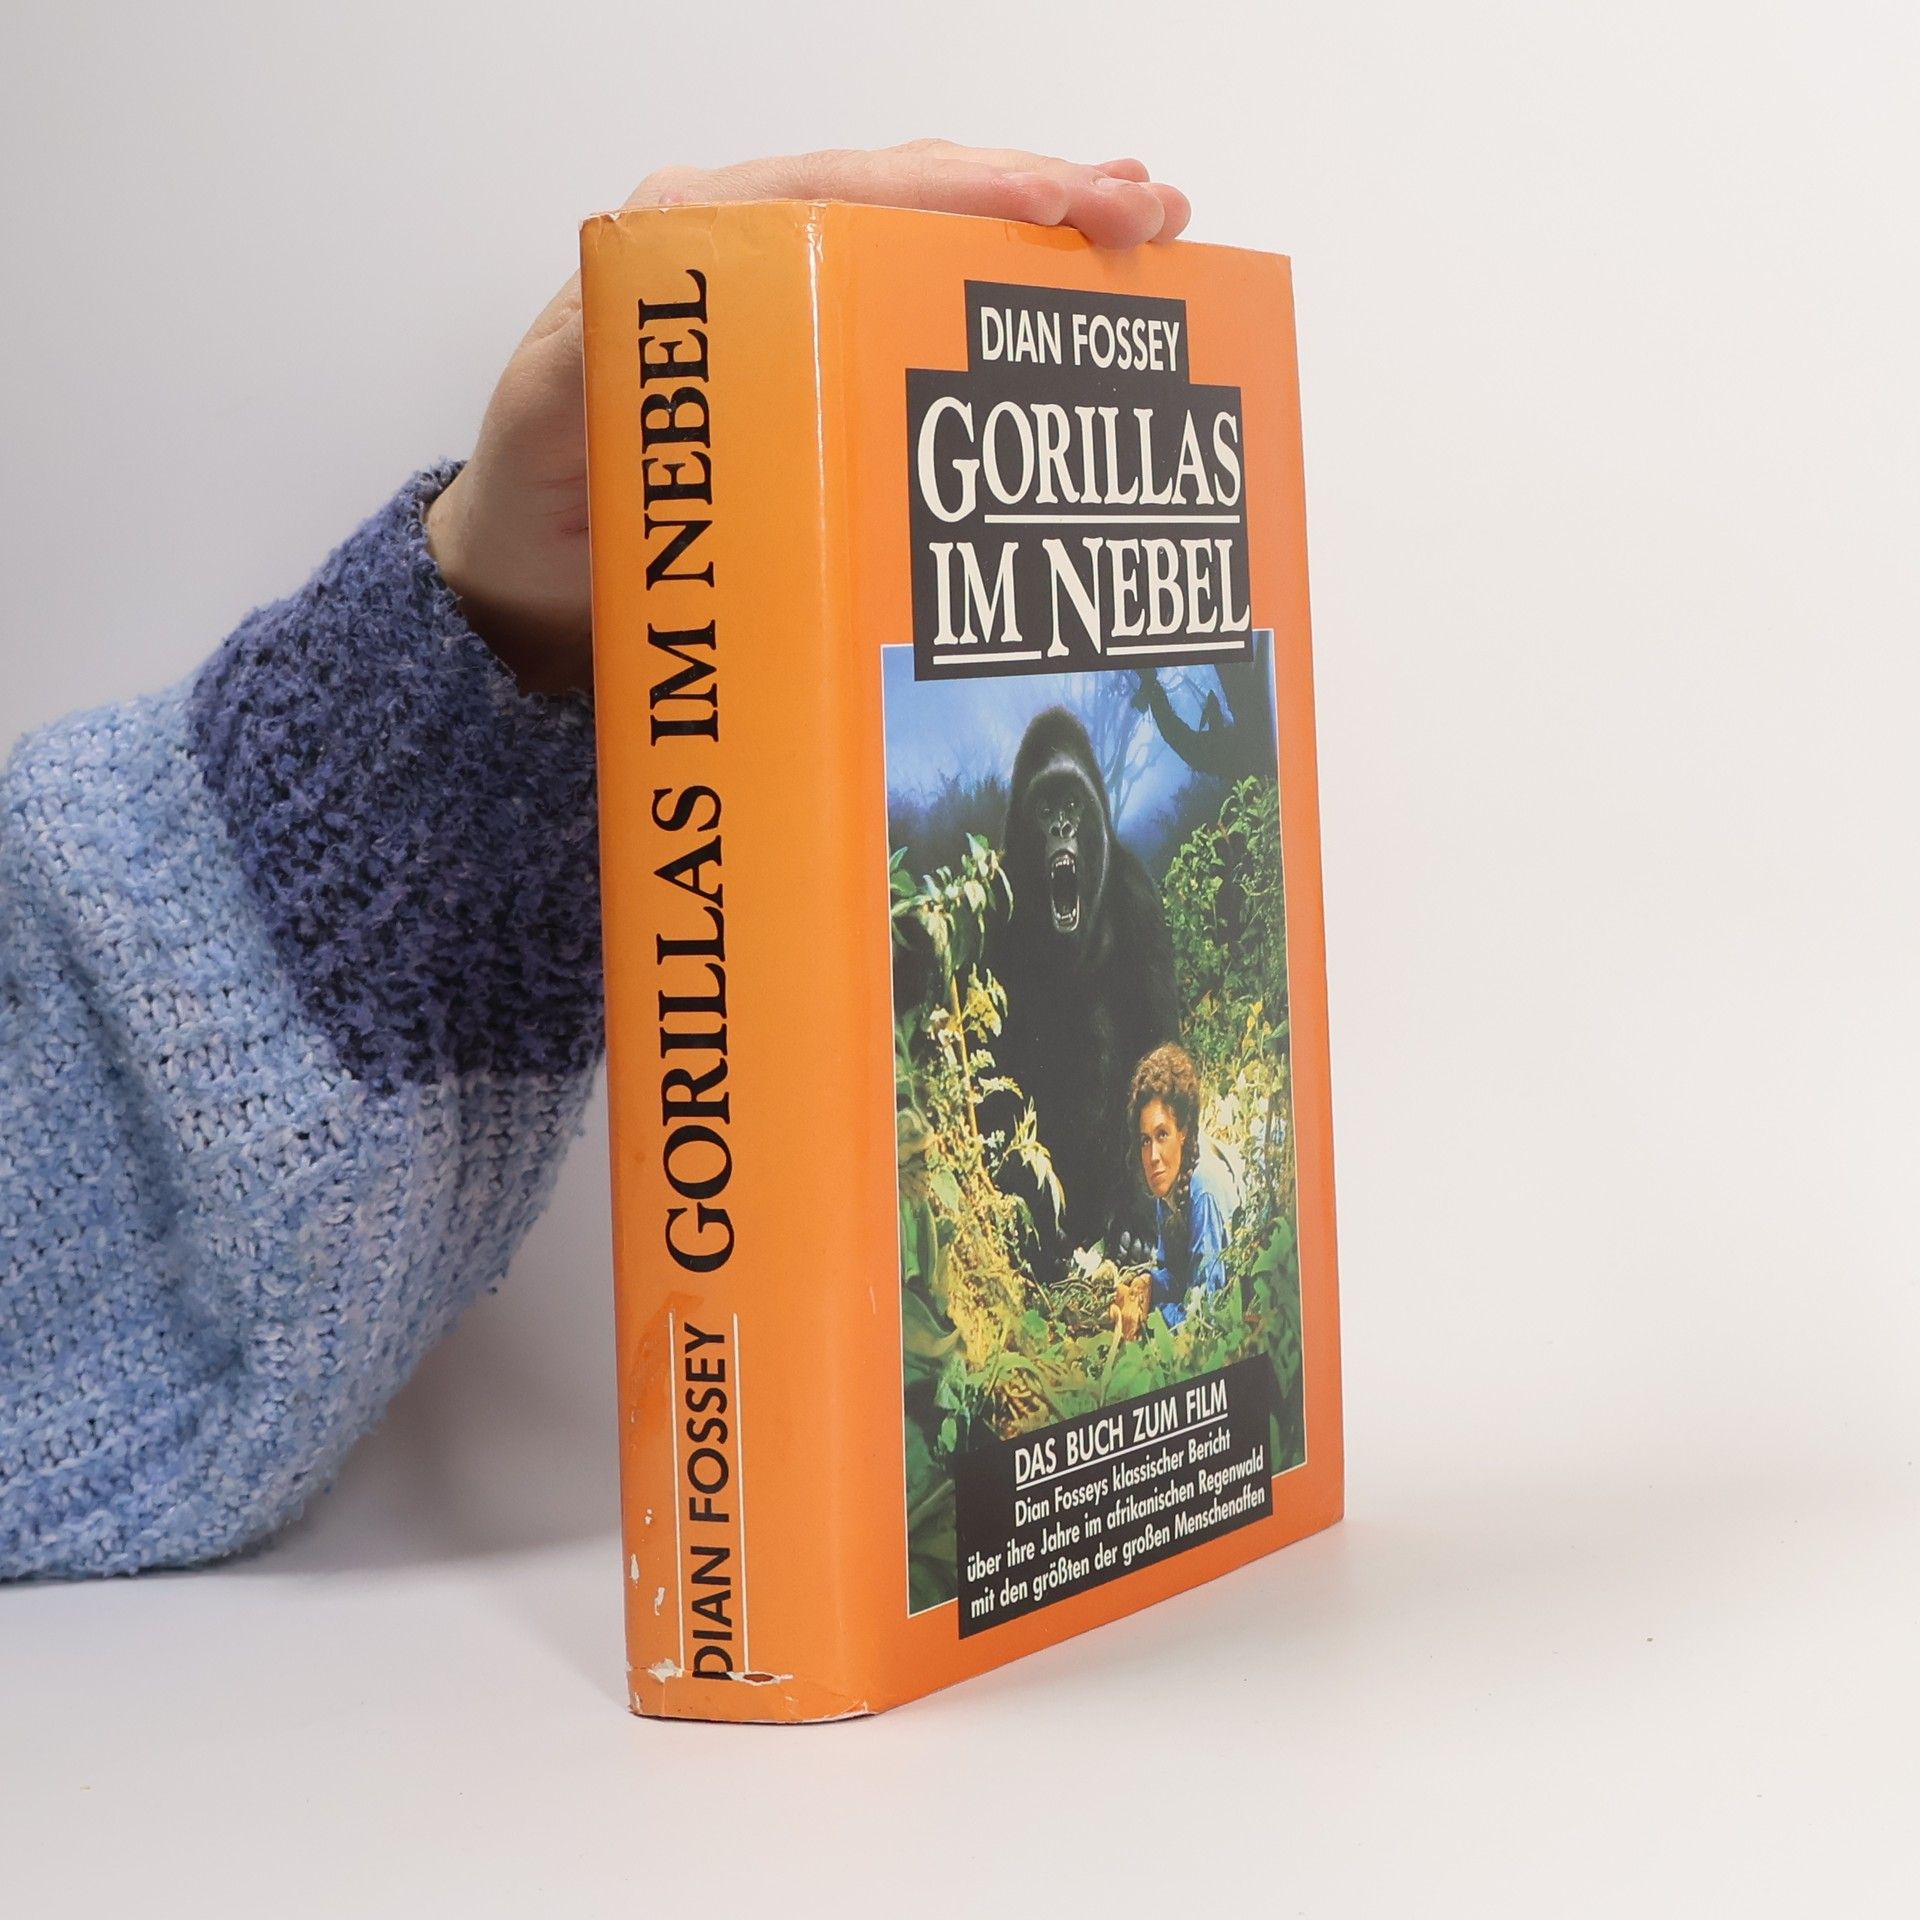 DIAN FOSSEY GORILLAS IM NEBEL
DIAN FOSSEY
GORILLAS
IM NEBEL
DAS BUCH ZUM FILM
Dian Fosseys klassischer Bericht
über ihre Jahre im afrikanischen Regenwald
mit den größten der großen Menschenaffen